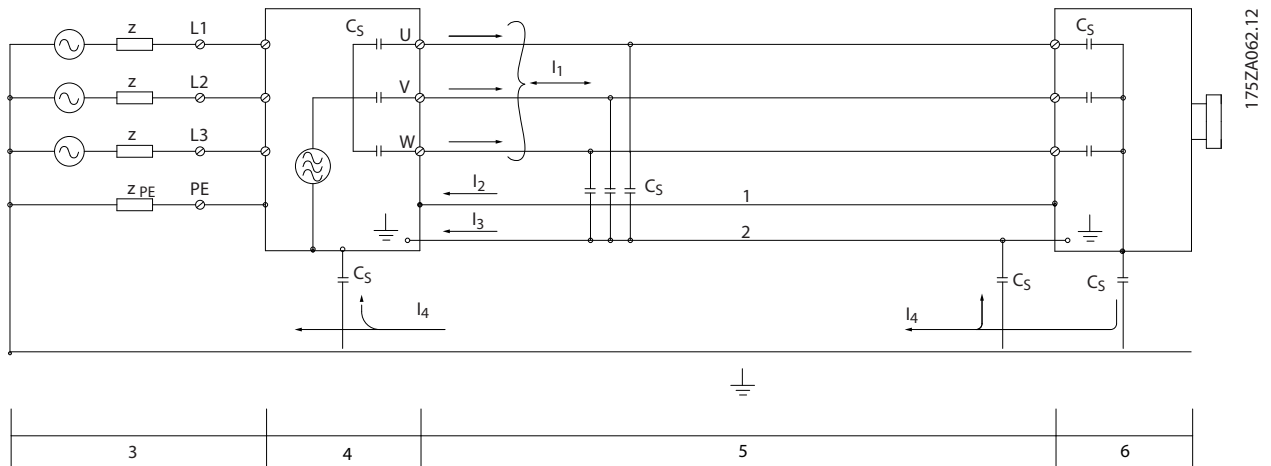 z L1
C_S U
C_S
I_1
z L2
V
z L3
W
z_PE PE
I_2
C_S
1
I_3
2
C_S
C_S
C_S
I_4
I_4
3
4
5
6
175ZA062.12